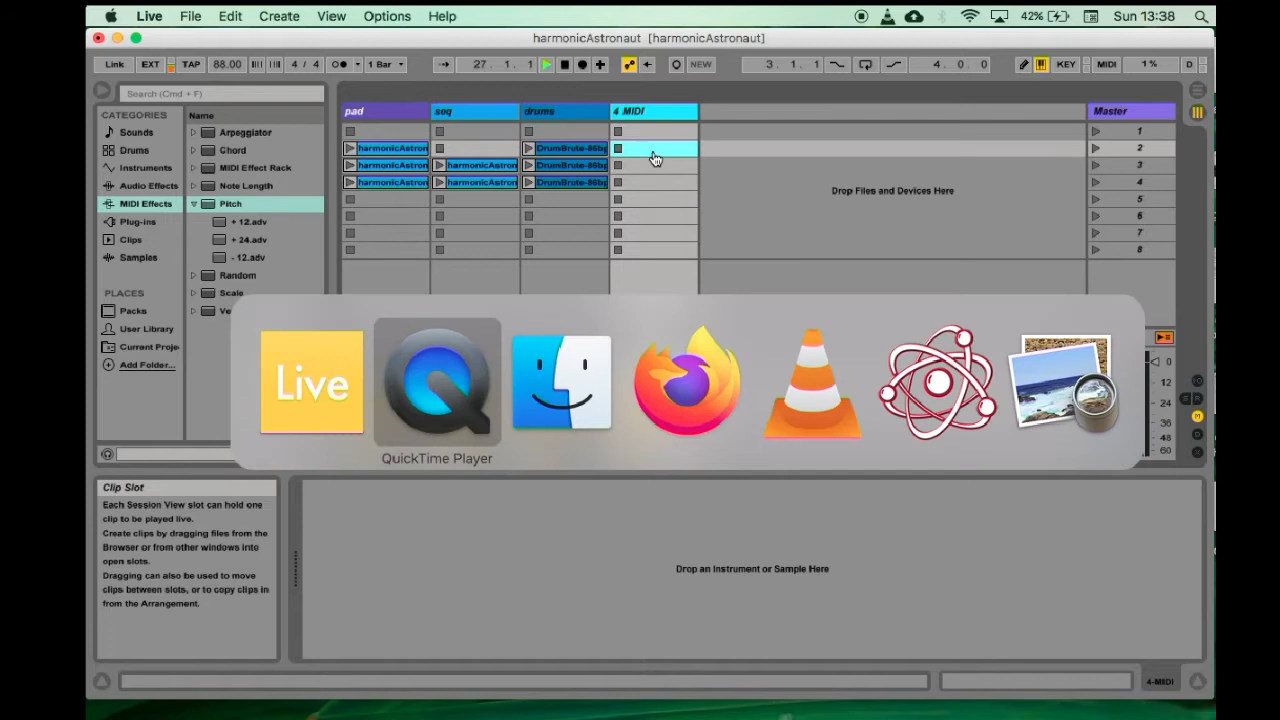 Live File Edit Create View Options Help 42% Sun 13:38
harmonicAstronaut [harmonicAstronaut]
Link EXT TAP 88.00 4 / 4 1 Bar 27. 1. 1 NEW 3. 1. 1 4. 0. 0 KEY MIDI 1 % D
Search (Cmd + F)
CATEGORIES
Sounds
Drums
Instruments
Audio Effects
MIDI Effects
Plug-ins
Clips
Samples
PLACES
Packs
User Library
Current Proje
Add Folder...
Name
Arpeggiator
Chord
MIDI Effect Rack
Note Length
Pitch
+ 12.adv
+ 24.adv
- 12.adv
Random
Scale
Ve
pad seq drums 4 MIDI Master
1
harmonicAstron DrumBrute-86bp 2
harmonicAstron harmonicAstron DrumBrute-86bp 3
harmonicAstron harmonicAstron DrumBrute-86bp 4
5
6
7
8
Drop Files and Devices Here
0
12
24
36
48
60
S R
M
Live
QuickTime Player
Clip Slot
Each Session View slot can hold one
clip to be played live.
Create clips by dragging files from the
Browser or from other windows into
open slots.
Dragging can also be used to move
clips between slots, or to copy clips in
from the Arrangement.
Drop an Instrument or Sample Here
4-MIDI